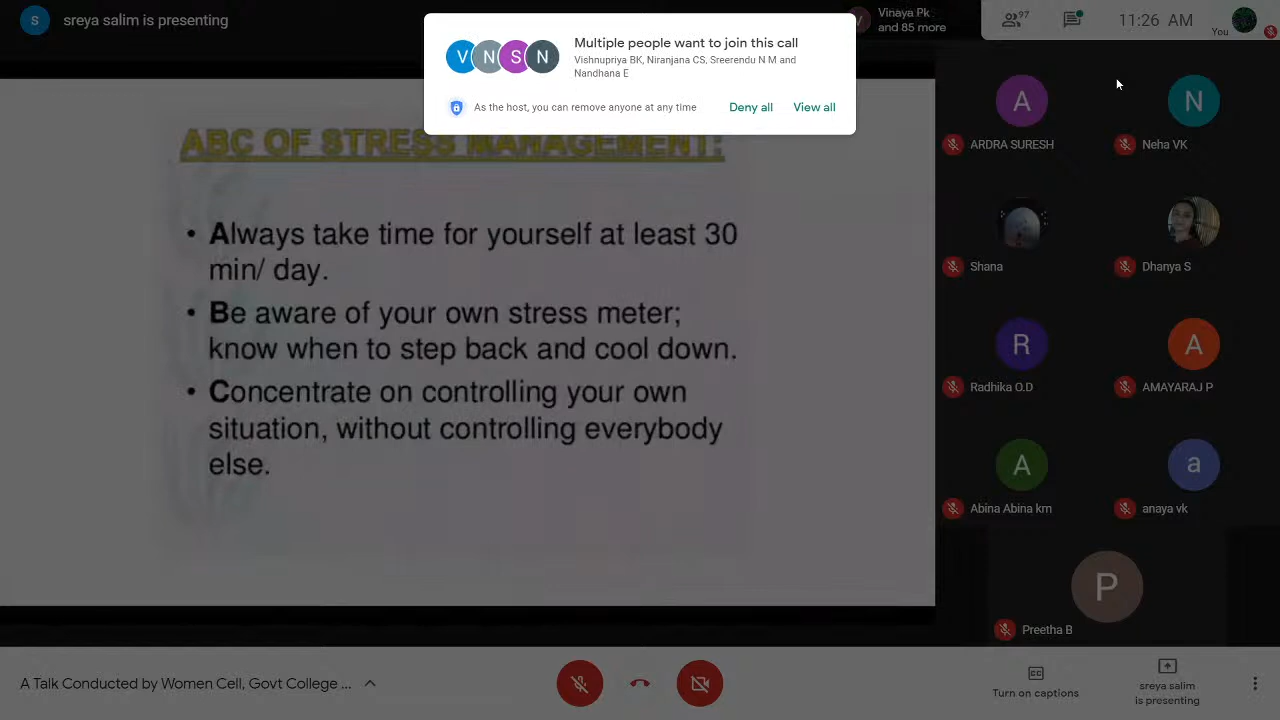 S
sreya salim is presenting
V
Vinaya Pk
and 85 more
97
11:26 AM
You
V N S N
Multiple people want to join this call
Vishnupriya BK, Niranjana CS, Sreerendu N M and
Nandhana E
As the host, you can remove anyone at any time
Deny all
View all
ABC OF STRESS MANAGEMENT:
• Always take time for yourself at least 30
min/ day.
• Be aware of your own stress meter;
know when to step back and cool down.
• Concentrate on controlling your own
situation, without controlling everybody
else.
A
ARDRA SURESH
N
Neha VK
Shana
Dhanya S
R
Radhika O.D
A
AMAYARAJ P
A
Abina Abina km
a
anaya vk
P
Preetha B
A Talk Conducted by Women Cell, Govt College ...
CC
Turn on captions
sreya salim
is presenting